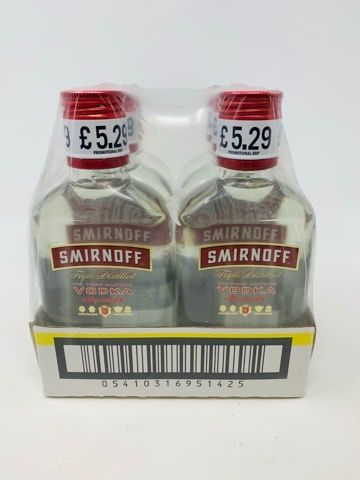 £5.29
PROMOTIONAL RRP
£5.29
PROMOTIONAL RRP
SMIRNOFF
SMIRNOFF
SMIRNOFF
SMIRNOFF
Triple Distilled
Triple Distilled
VODKA
VODKA
05410316951425